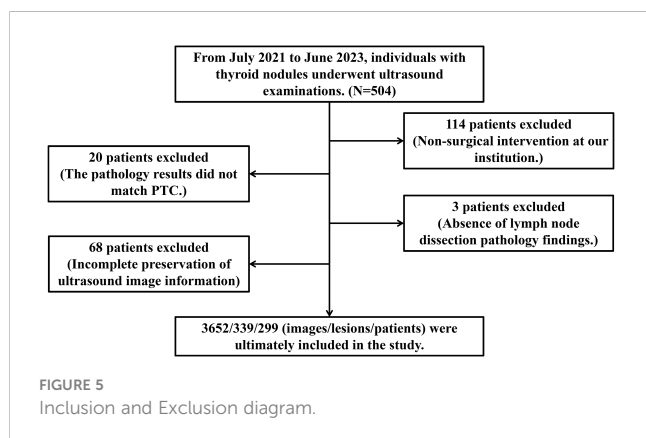 From July 2021 to June 2023, individuals with
thyroid nodules underwent ultrasound
examinations. (N=504)
114 patients excluded
(Non-surgical intervention at our
institution.)
20 patients excluded
(The pathology results did not
match PTC.)
3 patients excluded
(Absence of lymph node
dissection pathology findings.)
68 patients excluded
(Incomplete preservation of
ultrasound image information)
3652/339/299 (images/lesions/patients) were
ultimately included in the study.
FIGURE 5
Inclusion and Exclusion diagram.